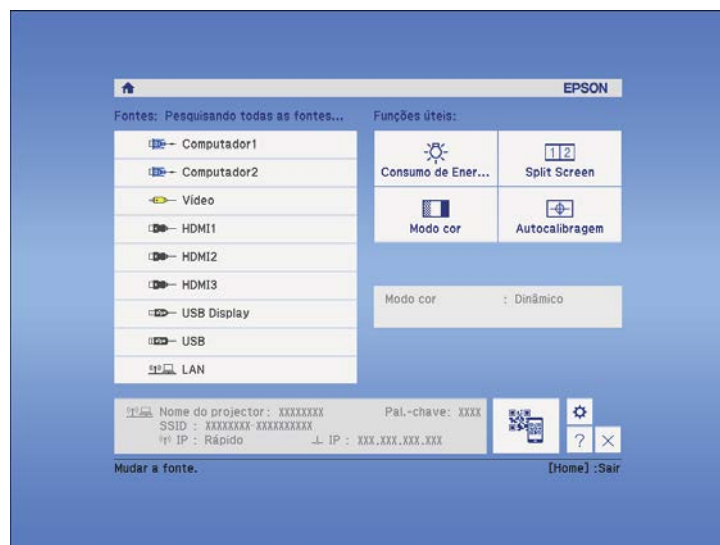 EPSON
Fontes: Pesquisando todas as fontes...
Computador1
Computador2
Vídeo
HDMI1
HDMI2
HDMI3
USB Display
USB
LAN
Funções úteis:
Consumo de Ener...
1 2
Split Screen
Modo cor
Autocalibragem
Modo cor : Dinâmico
Nome do projector : XXXXXXXX Pal.-chave: XXXX
SSID : XXXXXXXX-XXXXXXXXXX
IP : Rápido IP : XXX.XXX.XXX.XXX
?
Mudar a fonte. [Home] :Sair